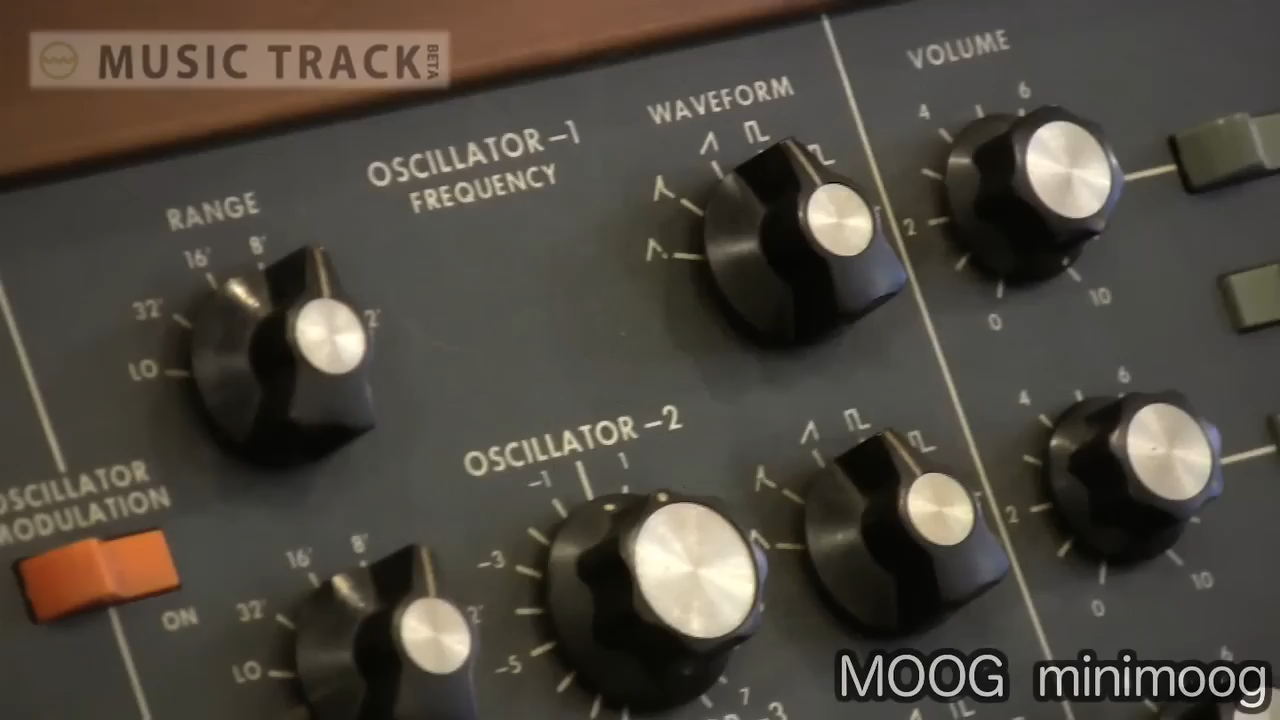 MUSIC TRACK BETA
VOLUME
WAVEFORM
OSCILLATOR -1
FREQUENCY
RANGE
4
6
2
0
10
LO
32'
16'
8'
2'
OSCILLATOR -2
OSCILLATOR
MODULATION
ON
LO
32'
16'
8'
2'
-5
-3
-1
1
7
4
6
2
0
10
6
-3
MOOG minimoog